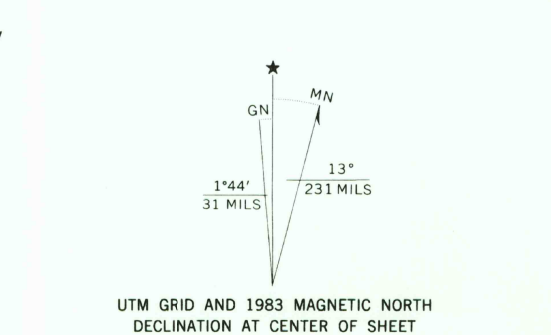 MN
GN
13°
231 MILS
1°44′
31 MILS
UTM GRID AND 1983 MAGNETIC NORTH
DECLINATION AT CENTER OF SHEET